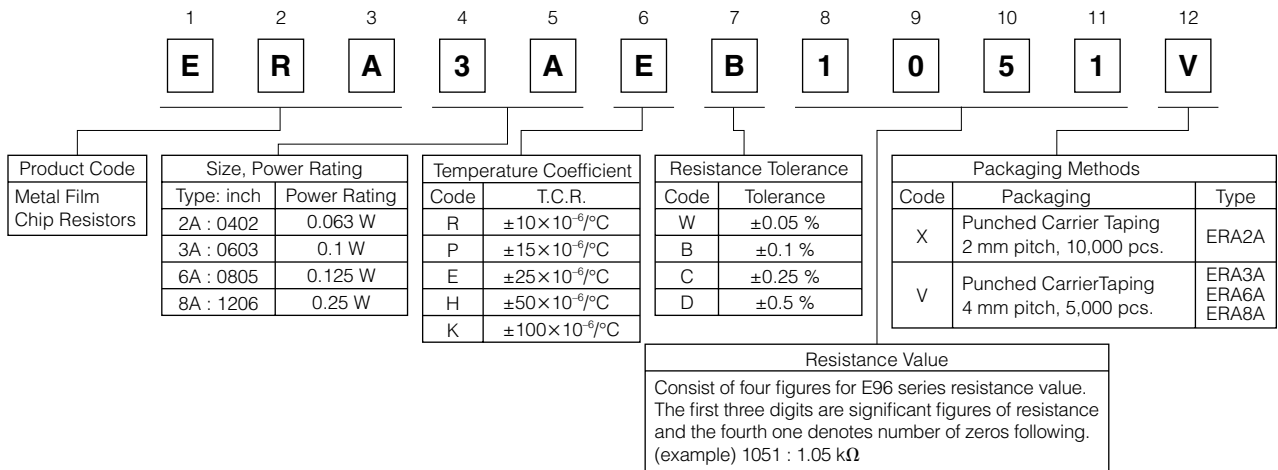 1 2 3 4 5 6 7 8 9 10 11 12
E R A 3 A E B 1 0 5 1 V
Product Code
Metal Film
Chip Resistors
Size, Power Rating
Type: inch Power Rating
2A : 0402 0.063 W
3A : 0603 0.1 W
6A : 0805 0.125 W
8A : 1206 0.25 W
Temperature Coefficient
Code T.C.R.
R ±10×10⁻⁶/°C
P ±15×10⁻⁶/°C
E ±25×10⁻⁶/°C
H ±50×10⁻⁶/°C
K ±100×10⁻⁶/°C
Resistance Tolerance
Code Tolerance
W ±0.05 %
B ±0.1 %
C ±0.25 %
D ±0.5 %
Packaging Methods
Code Packaging Type
X Punched Carrier Taping
2 mm pitch, 10,000 pcs. ERA2A
V Punched CarrierTaping
4 mm pitch, 5,000 pcs.
ERA3A
ERA6A
ERA8A
Resistance Value
Consist of four figures for E96 series resistance value.
The first three digits are significant figures of resistance
and the fourth one denotes number of zeros following.
(example) 1051 : 1.05 kΩ